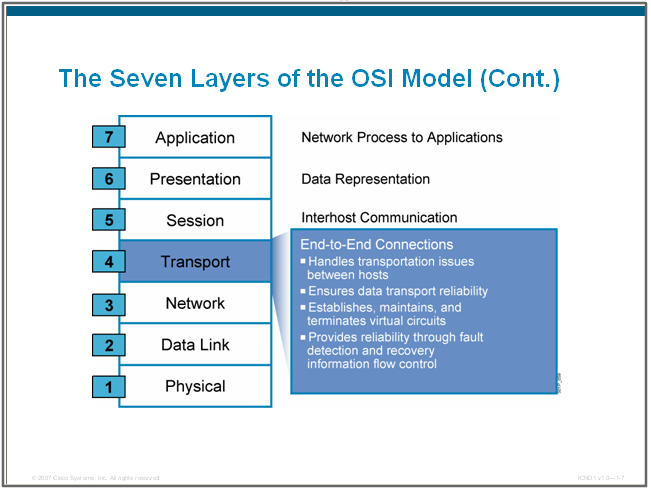 The Seven Layers of the OSI Model (Cont.)
7 Application Network Process to Applications
6 Presentation Data Representation
5 Session Interhost Communication
4 Transport
End-to-End Connections
■ Handles transportation issues
between hosts
■ Ensures data transport reliability
■ Establishes, maintains, and
terminates virtual circuits
■ Provides reliability through fault
detection and recovery
information flow control
3 Network
2 Data Link
1 Physical
© 2007 Cisco Systems, Inc. All rights reserved.
ICND1 v1.0—1-7